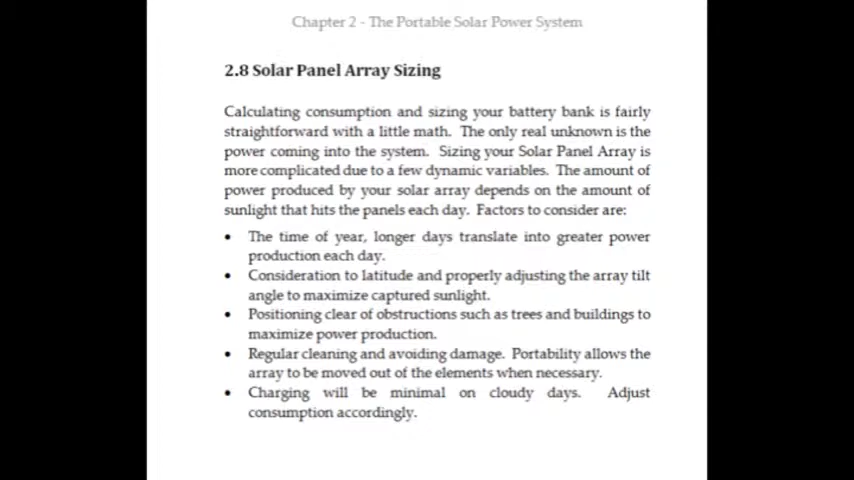 Chapter 2 - The Portable Solar Power System
2.8 Solar Panel Array Sizing
Calculating consumption and sizing your battery bank is fairly
straightforward with a little math. The only real unknown is the
power coming into the system. Sizing your Solar Panel Array is
more complicated due to a few dynamic variables. The amount of
power produced by your solar array depends on the amount of
sunlight that hits the panels each day. Factors to consider are:
• The time of year, longer days translate into greater power
production each day.
• Consideration to latitude and properly adjusting the array tilt
angle to maximize captured sunlight.
• Positioning clear of obstructions such as trees and buildings to
maximize power production.
• Regular cleaning and avoiding damage. Portability allows the
array to be moved out of the elements when necessary.
• Charging will be minimal on cloudy days. Adjust
consumption accordingly.